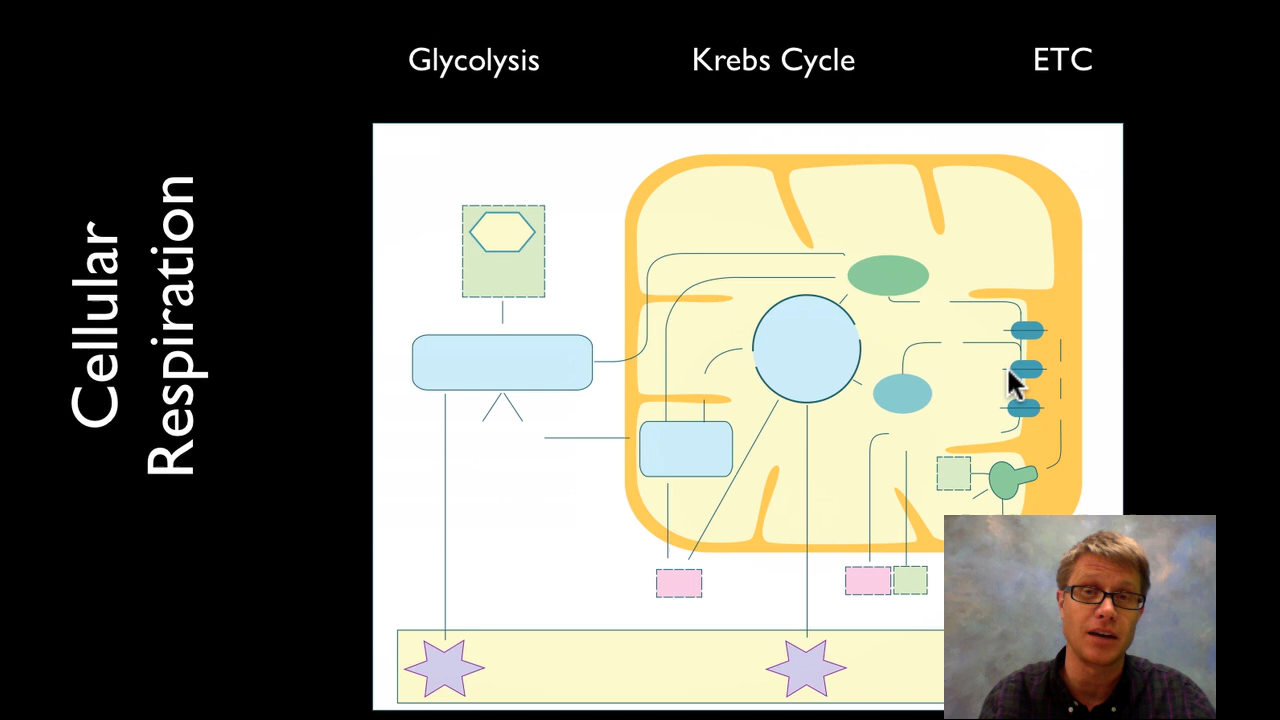 Glycolysis
Krebs Cycle
ETC
Cellular
Respiration